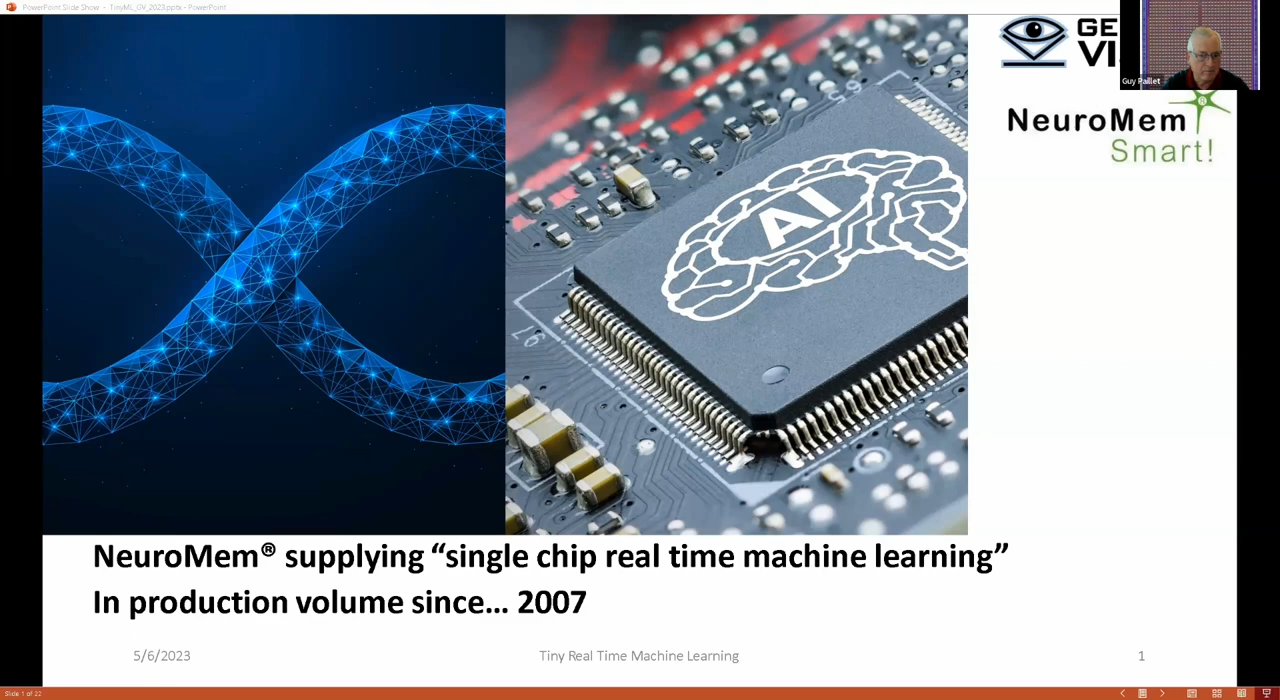 PowerPoint Slide Show - TinyML_GV_2023.pptx - PowerPoint
GE
VI
Guy Paillet
NeuroMem
Smart!
AI
97
NeuroMem® supplying “single chip real time machine learning”
In production volume since... 2007
5/6/2023
Tiny Real Time Machine Learning
1
Slide 1 of 22